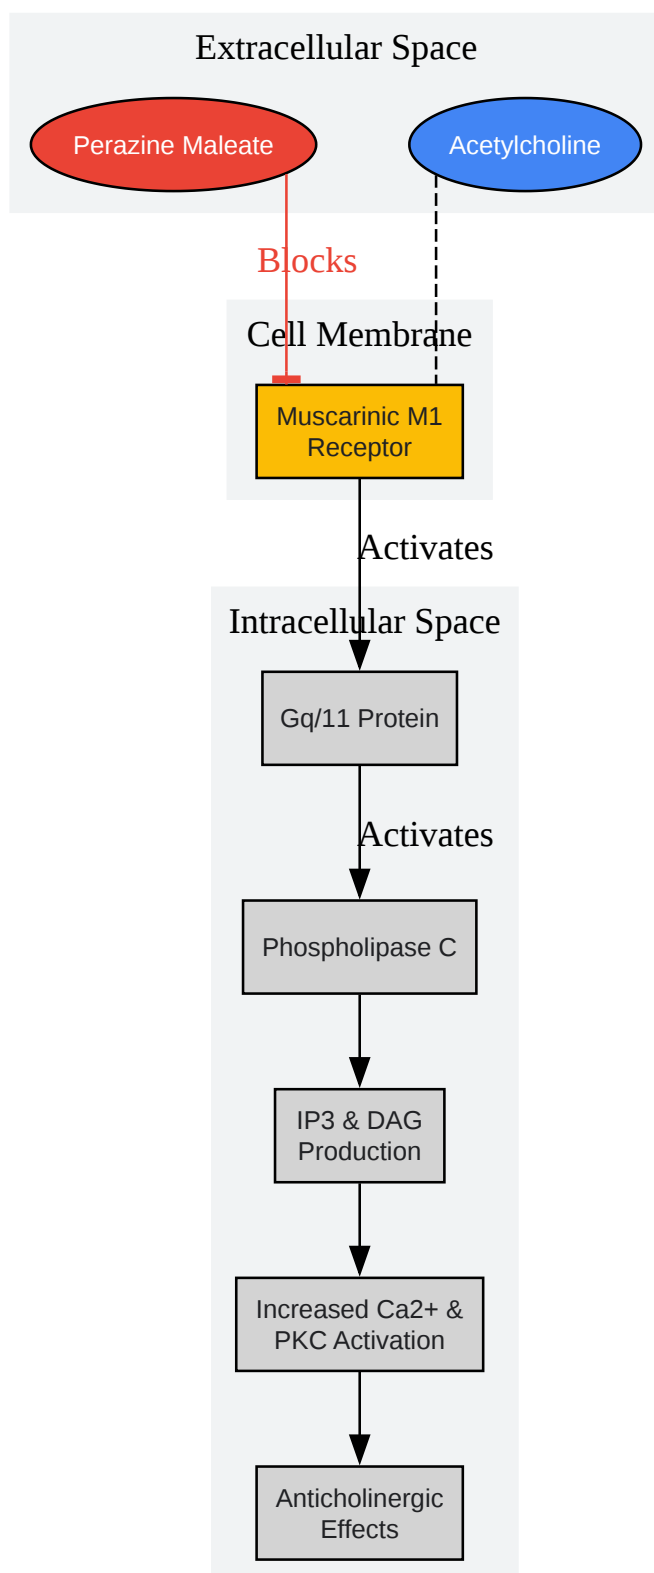 Extracellular Space
Perazine Maleate
Acetylcholine
Blocks
Cell Membrane
Muscarinic M1
Receptor
Activates
Intracellular Space
Gq/11 Protein
Activates
Phospholipase C
IP3 & DAG
Production
Increased Ca2+ &
PKC Activation
Anticholinergic
Effects